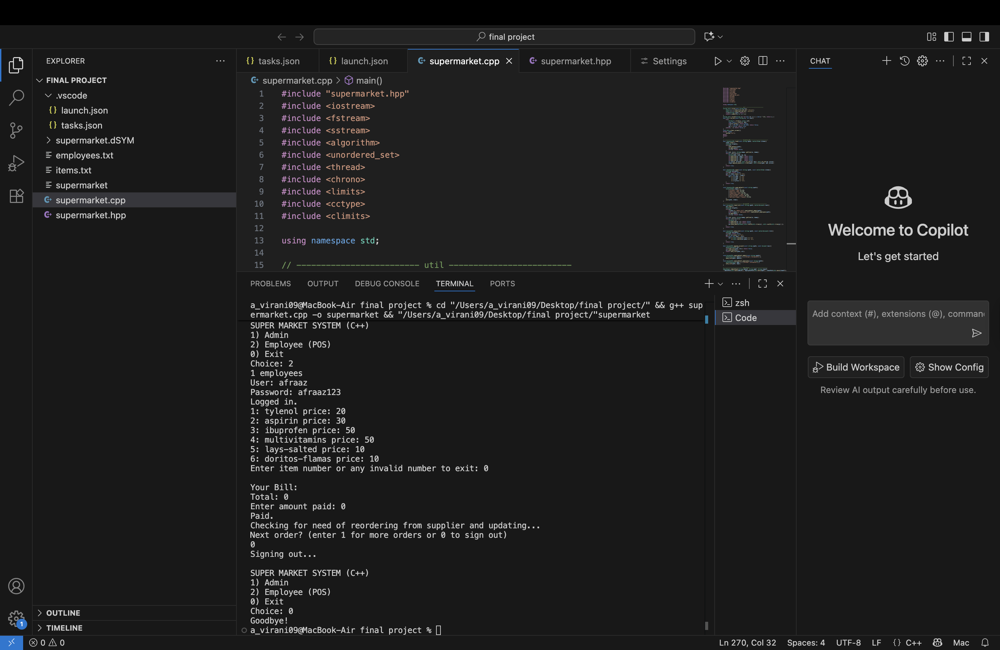 final project
EXPLORER
FINAL PROJECT
.vscode
{} launch.json
{} tasks.json
supermarket.dSYM
employees.txt
items.txt
supermarket
supermarket.cpp
supermarket.hpp
OUTLINE
TIMELINE
1
{} tasks.json
{} launch.json
supermarket.cpp
supermarket.hpp
Settings
supermarket.cpp > main()
1 #include "supermarket.hpp"
2 #include <iostream>
3 #include <fstream>
4 #include <sstream>
5 #include <algorithm>
6 #include <unordered_set>
7 #include <thread>
8 #include <chrono>
9 #include <limits>
10 #include <cctype>
11 #include <climits>
12
13 using namespace std;
14
15 // ------------------------- util -------------------------
PROBLEMS OUTPUT DEBUG CONSOLE TERMINAL PORTS
a_virani09@MacBook-Air final project % cd "/Users/a_virani09/Desktop/final project/" && g++ sup
ermarket.cpp -o supermarket && "/Users/a_virani09/Desktop/final project/"supermarket
SUPER MARKET SYSTEM (C++)
1) Admin
2) Employee (POS)
0) Exit
Choice: 2
1 employees
User: afraaz
Password: afraaz123
Logged in.
1: tylenol price: 20
2: aspirin price: 30
3: ibuprofen price: 50
4: multivitamins price: 50
5: lays-salted price: 10
6: doritos-flamas price: 10
Enter item number or any invalid number to exit: 0
Your Bill:
Total: 0
Enter amount paid: 0
Paid.
Checking for need of reordering from supplier and updating...
Next order? (enter 1 for more orders or 0 to sign out)
0
Signing out...
SUPER MARKET SYSTEM (C++)
1) Admin
2) Employee (POS)
0) Exit
Choice: 0
Goodbye!
a_virani09@MacBook-Air final project %
zsh
Code
CHAT
Welcome to Copilot
Let's get started
Add context (#), extensions (@), comman
Build Workspace
Show Config
Review AI output carefully before use.
0 0
Ln 270, Col 32 Spaces: 4 UTF-8 LF {} C++ Mac